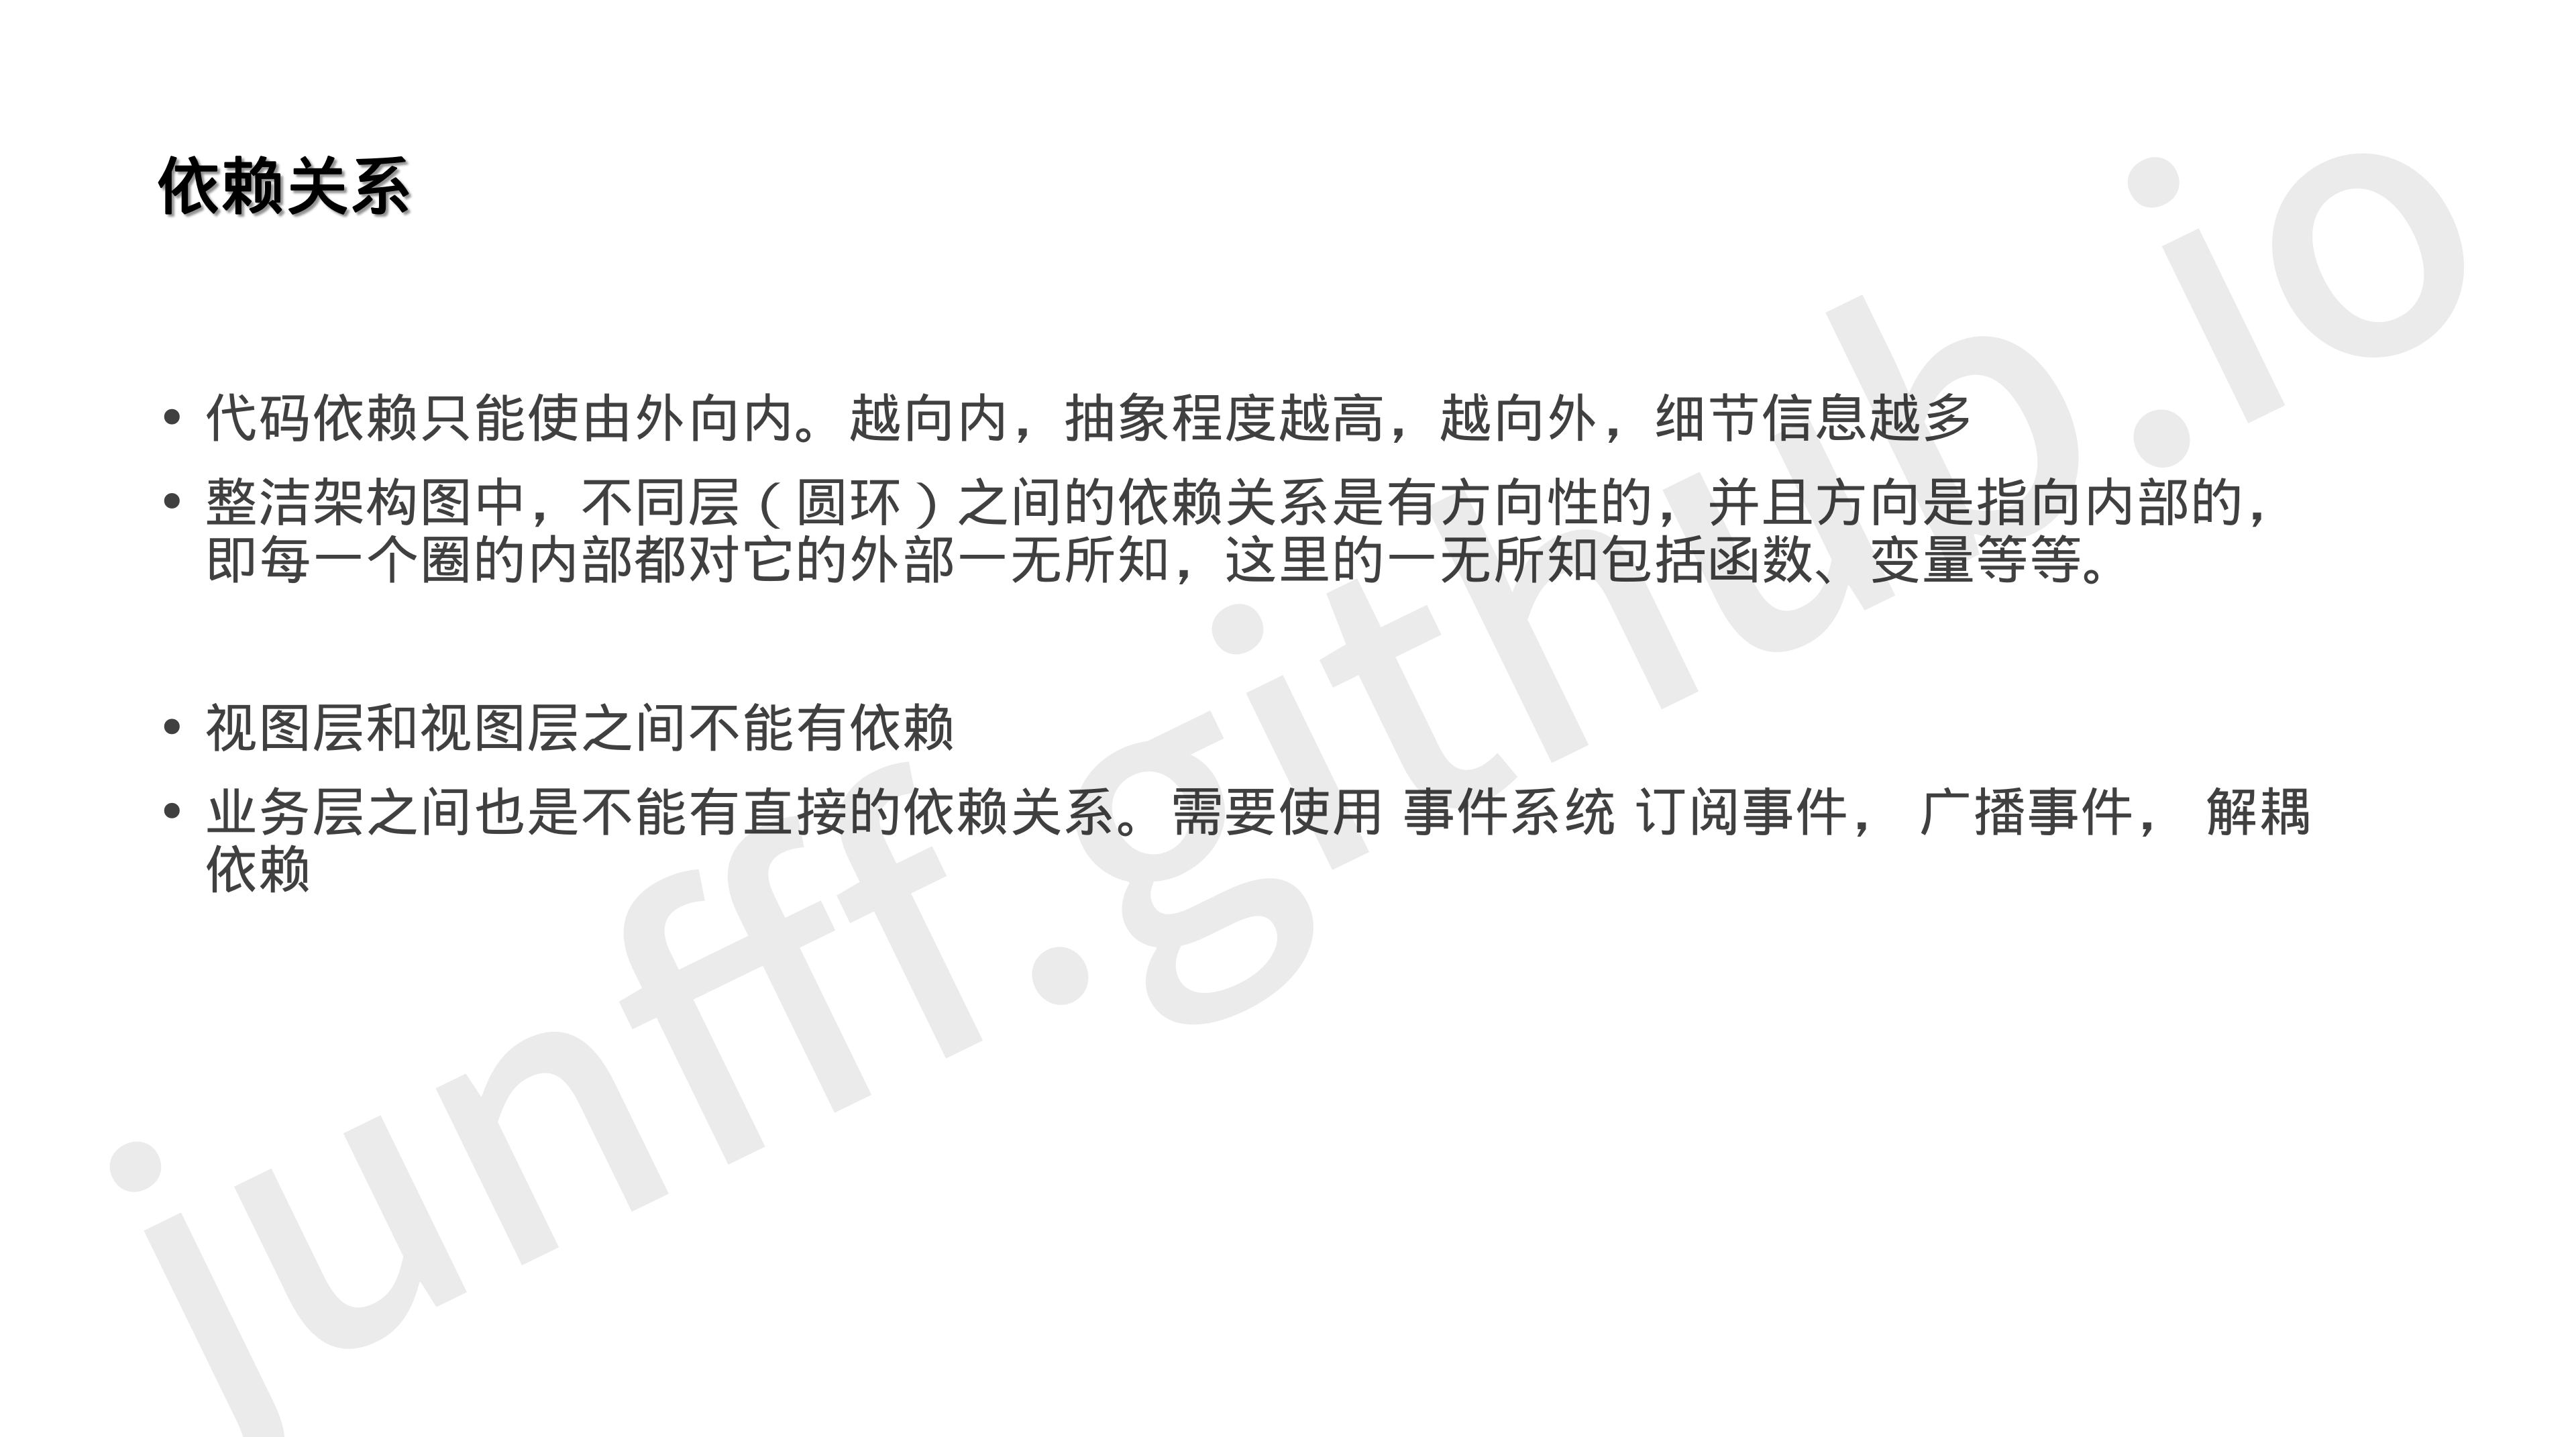 依赖关系
• 代码依赖只能使由外向内。越向内，抽象程度越高，越向外，细节信息越多
• 整洁架构图中，不同层（圆环）之间的依赖关系是有方向性的，并且方向是指向内部的，
即每一个圈的内部都对它的外部一无所知，这里的一无所知包括函数、变量等等。
• 视图层和视图层之间不能有依赖
• 业务层之间也是不能有直接的依赖关系。需要使用 事件系统 订阅事件， 广播事件， 解耦
依赖
junfff.github.io